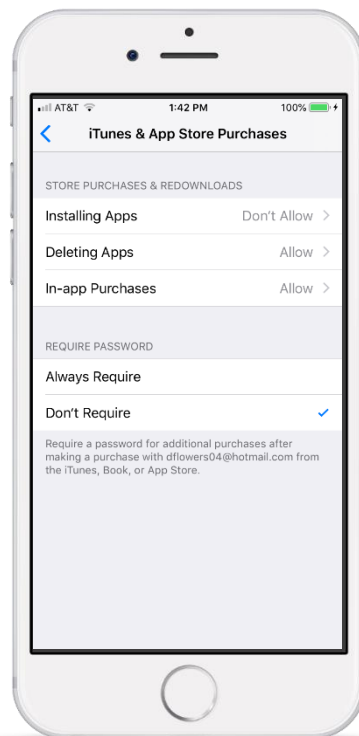 AT&T 1:42 PM 100%
iTunes & App Store Purchases
STORE PURCHASES & REDOWNLOADS
Installing Apps Don't Allow
Deleting Apps Allow
In-app Purchases Allow
REQUIRE PASSWORD
Always Require
Don't Require
Require a password for additional purchases after
making a purchase with dflowers04@hotmail.com from
the iTunes, Book, or App Store.